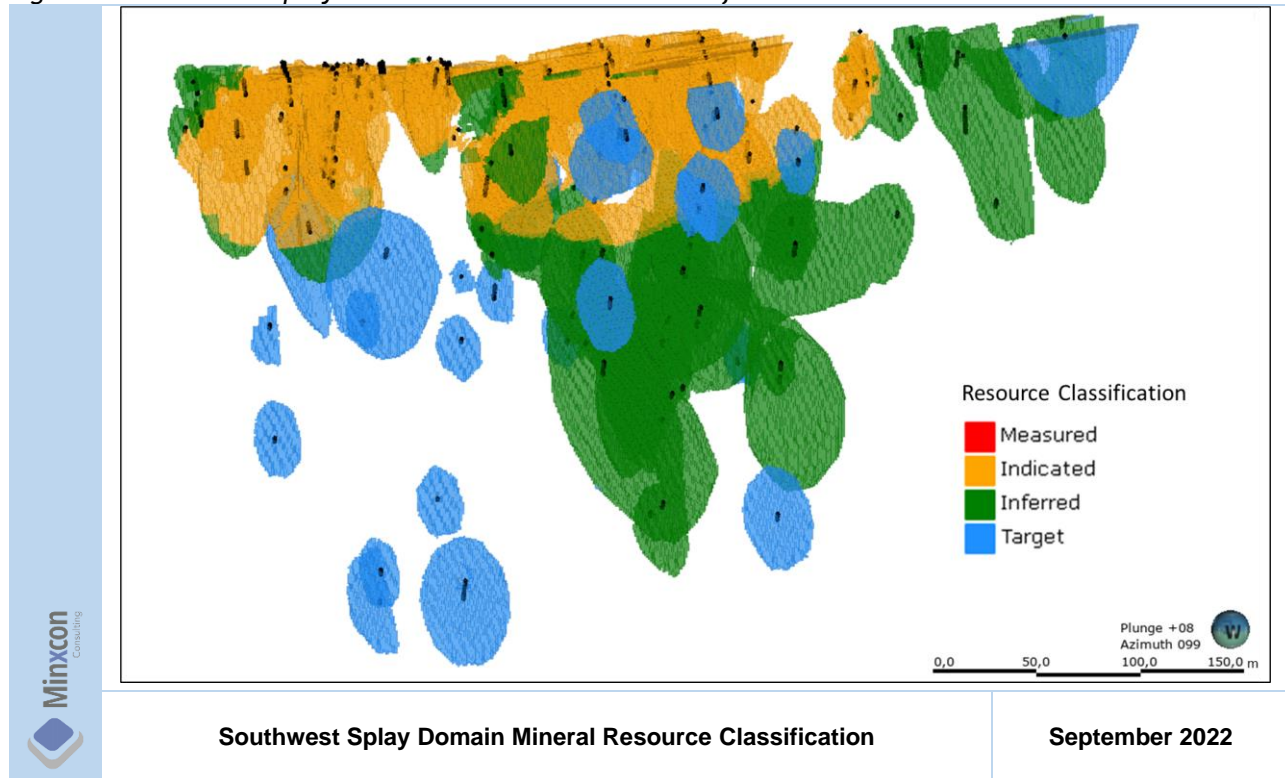 Resource Classification
Measured
Indicated
Inferred
Target
Plunge +08
Azimuth 099
W
0,0 50,0 100,0 150,0 m
Minxcon
Consulting
Southwest Splay Domain Mineral Resource Classification
September 2022